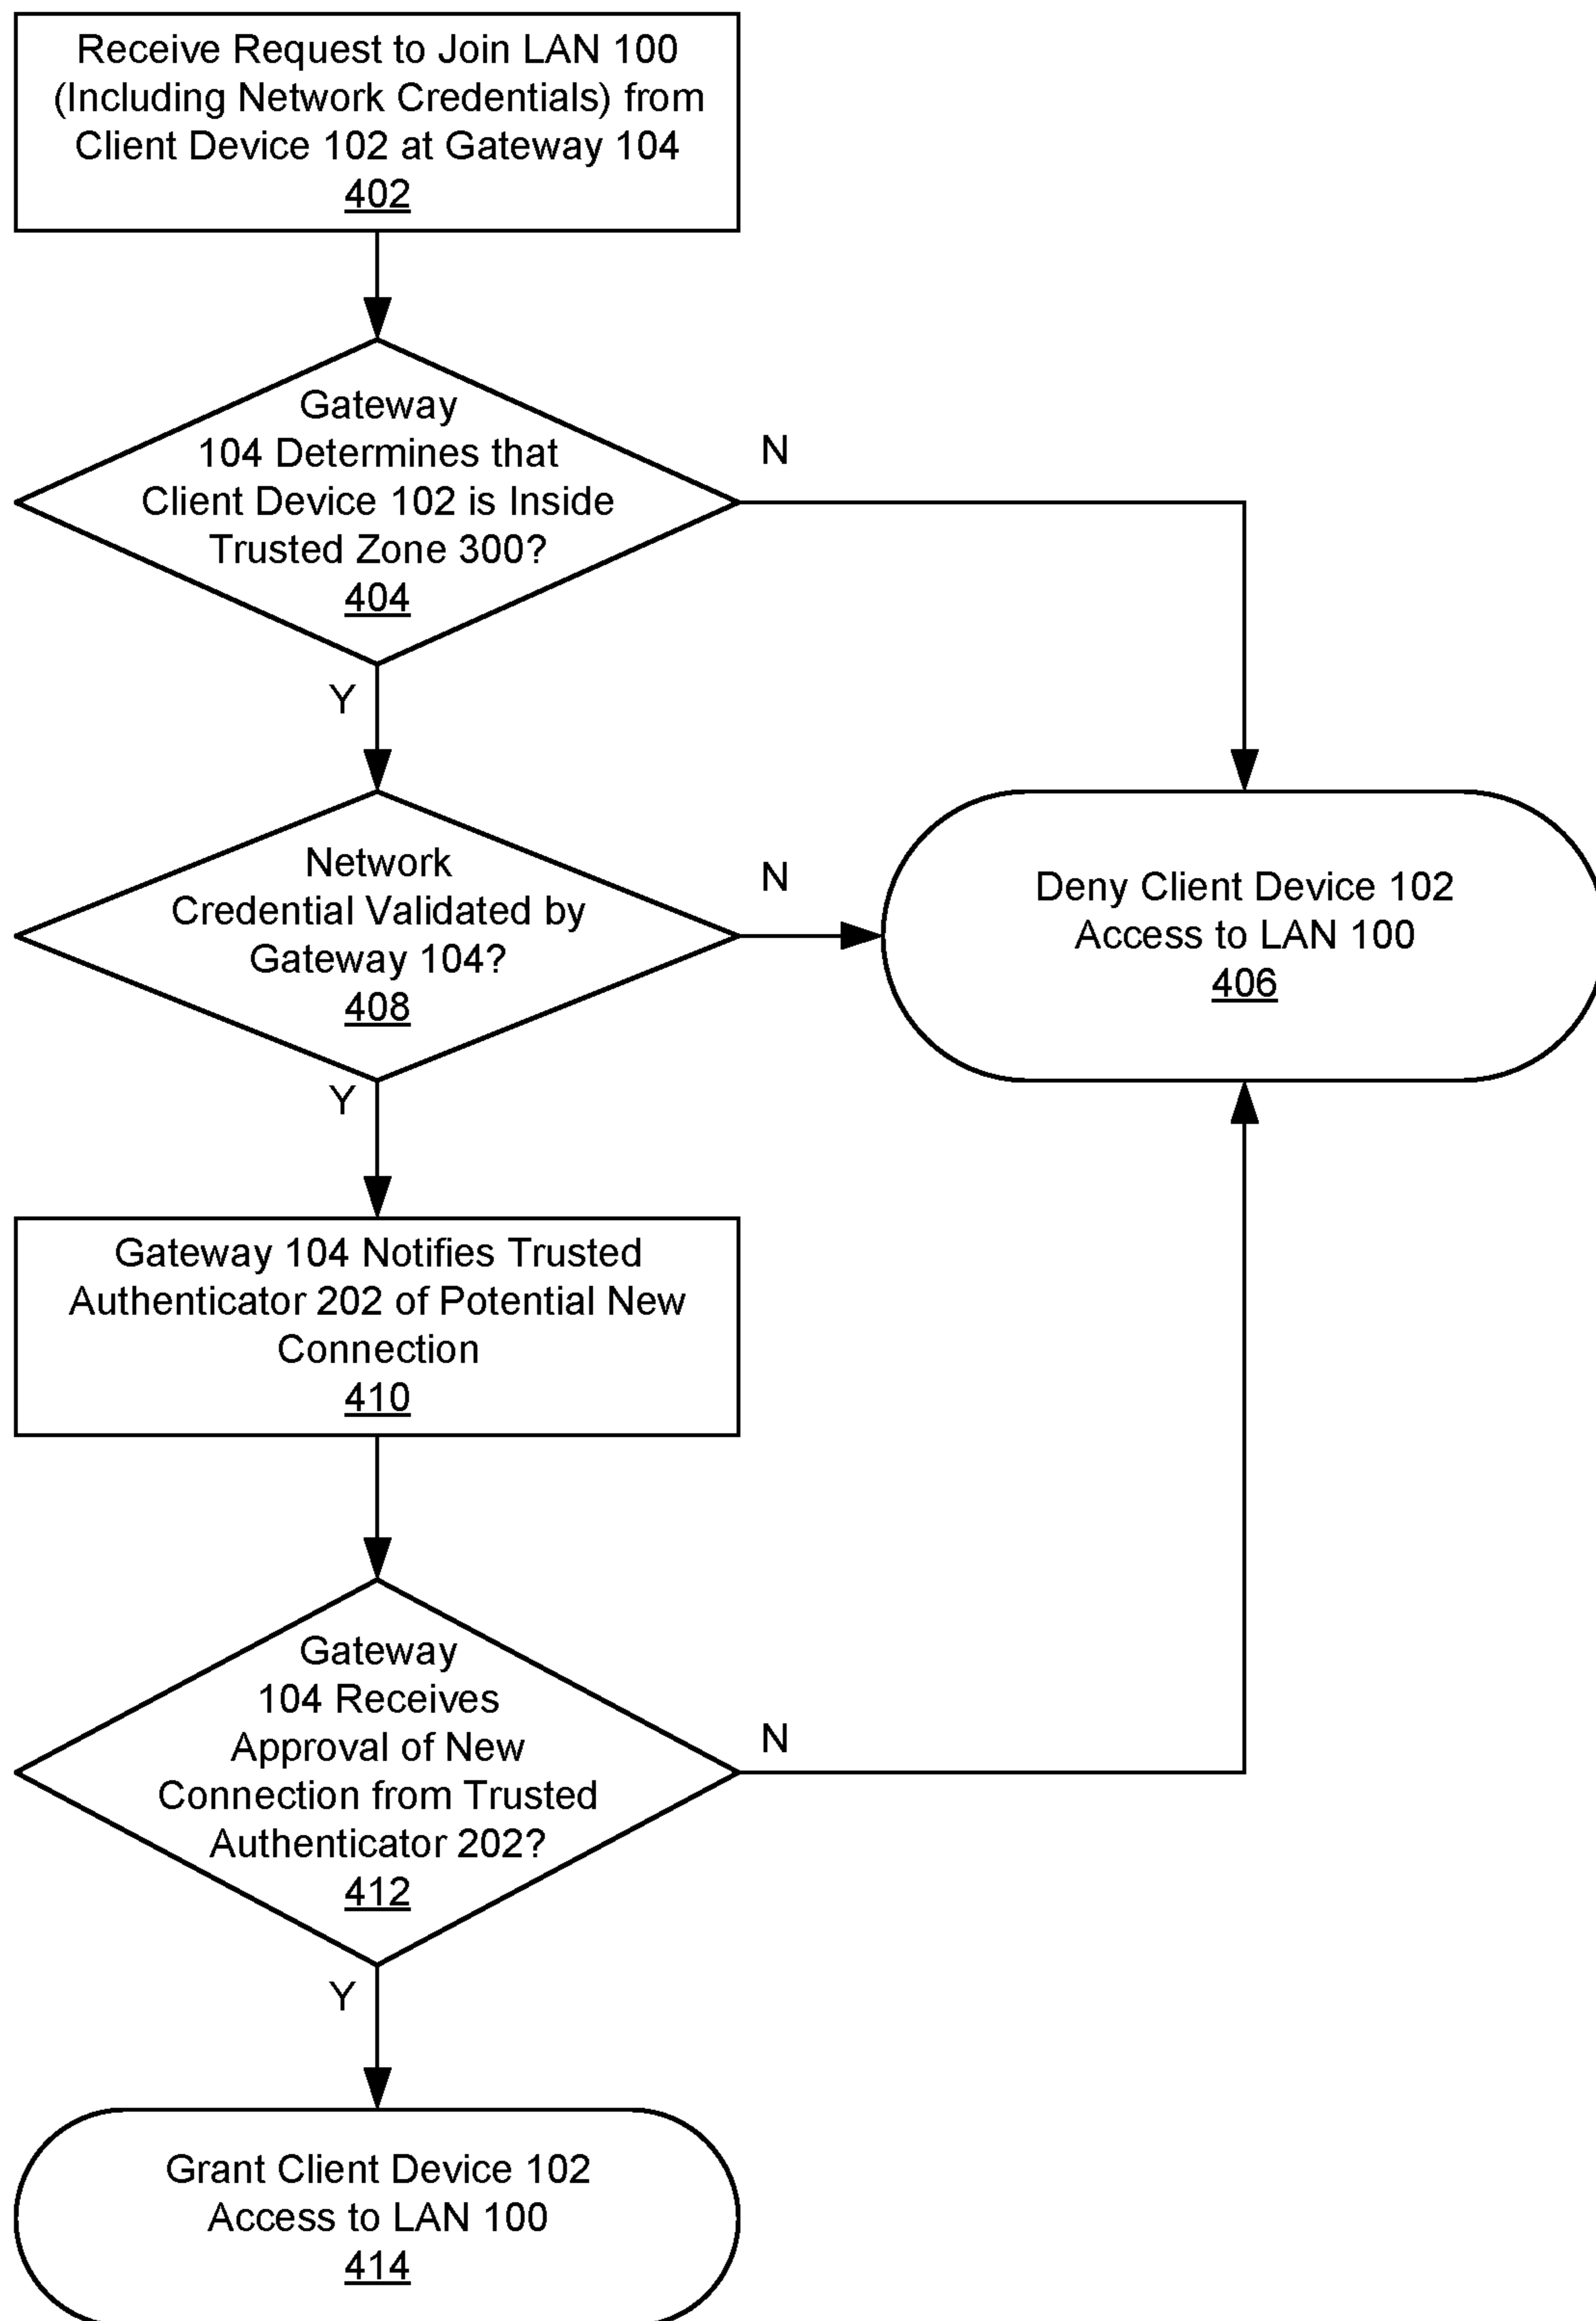 Receive Request to Join LAN 100
(Including Network Credentials) from
Client Device 102 at Gateway 104
402
Gateway
104 Determines that
Client Device 102 is Inside
Trusted Zone 300?
404
N
Y
Network
Credential Validated by
Gateway 104?
408
N
Deny Client Device 102
Access to LAN 100
406
Y
Gateway 104 Notifies Trusted
Authenticator 202 of Potential New
Connection
410
Gateway
104 Receives
Approval of New
Connection from Trusted
Authenticator 202?
412
N
Y
Grant Client Device 102
Access to LAN 100
414